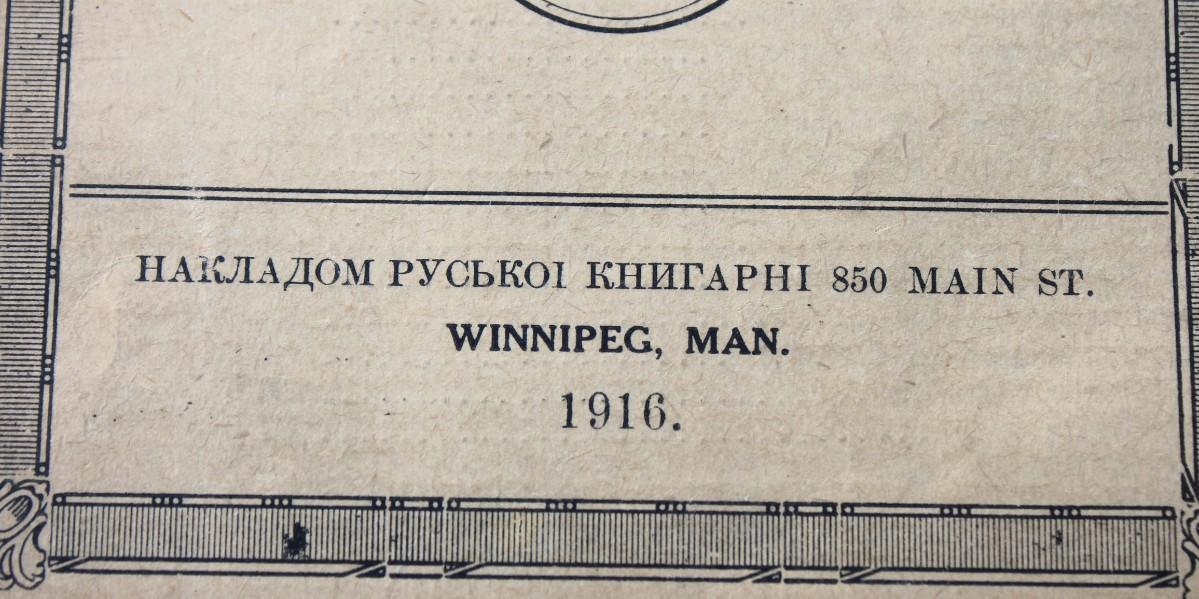 НАКЛАДОМ РУСЬКОІ КНИГАРНІ 850 MAIN ST.
WINNIPEG, MAN.
1916.